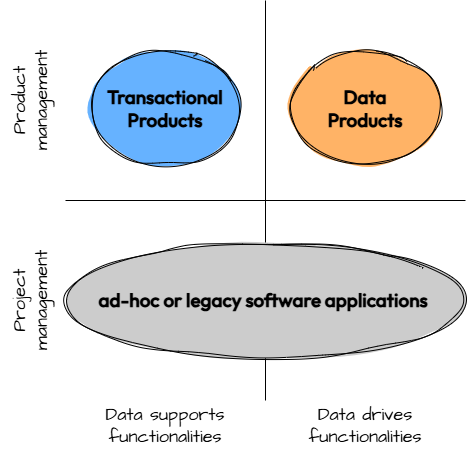 Product
management
Transactional
Products
Data
Products
Project
management
ad-hoc or legacy software applications
Data supports
functionalities
Data drives
functionalities